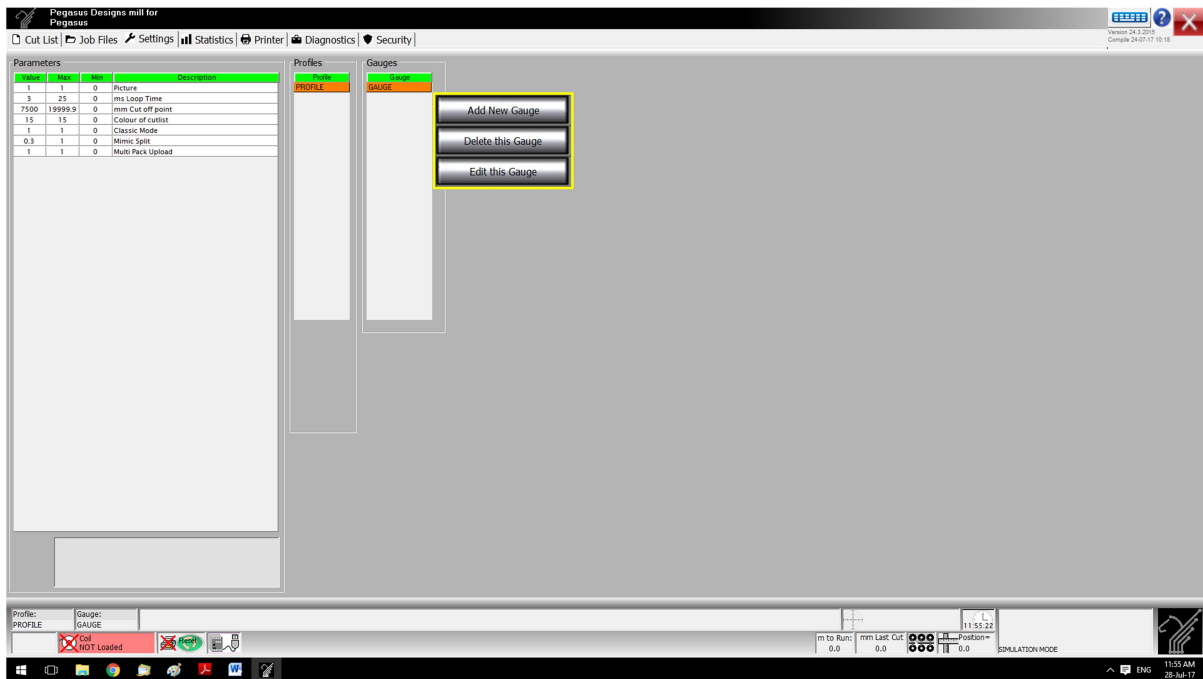 Pegasus Designs mill for
Pegasus
Version 24.3.2015
Compile 24-07-17 10:18
Cut List Job Files Settings Statistics Printer Diagnostics Security
Parameters
Value Max Min Description
1 1 0 Picture
3 25 0 ms Loop Time
7500 19999.9 0 mm Cut off point
15 15 0 Colour of cutlist
1 1 0 Classic Mode
0.3 1 0 Mimic Split
1 1 0 Multi Pack Upload
Profiles
Profile
PROFILE
Gauges
Gauge
GAUGE
Add New Gauge
Delete this Gauge
Edit this Gauge
Profile:
PROFILE
Gauge:
GAUGE
11:55:22
Coil
NOT Loaded
Reset
m to Run:
0.0
mm Last Cut
0.0
Position=
0.0
SIMULATION MODE
ENG
11:55 AM
28-Jul-17